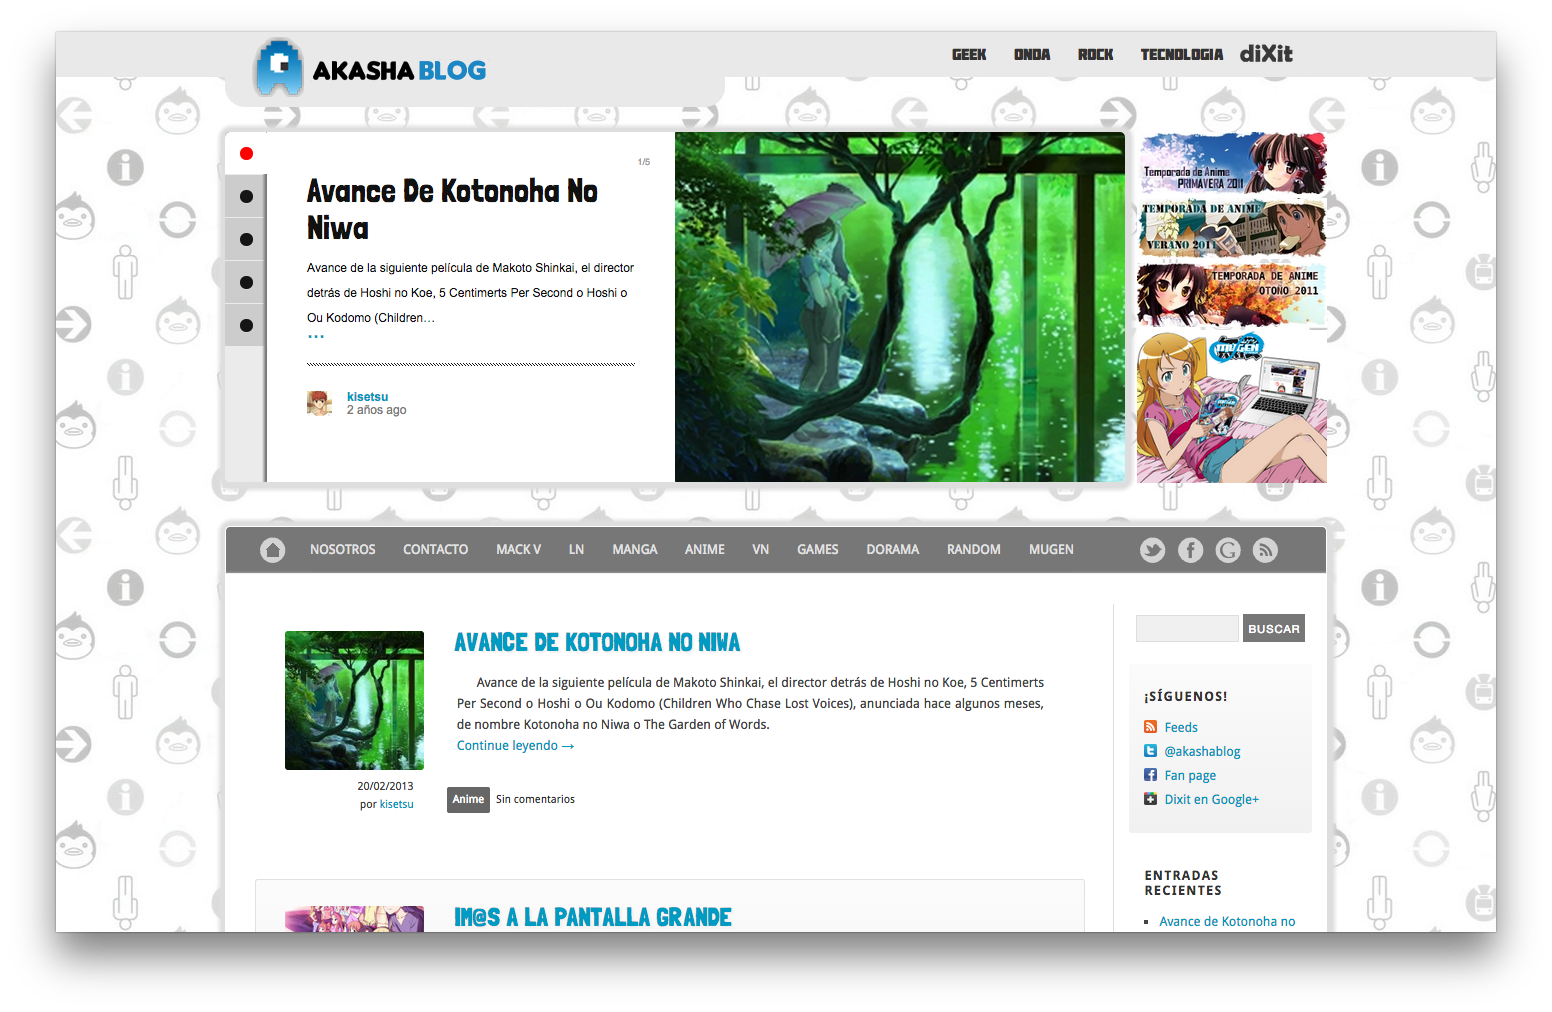 AKASHA BLOG
GEEK ONDA ROCK TECNOLOGIA diXit
1/5
Avance De Kotonoha No
Niwa
Avance de la siguiente película de Makoto Shinkai, el director
detrás de Hoshi no Koe, 5 Centimerts Per Second o Hoshi o
Ou Kodomo (Children…
...
kisetsu
2 años ago
Temporada de Anime
PRIMAVERA 2011
TEMPORADA DE ANIME
VERANO 2011
TEMPORADA DE ANIME
OTOÑO 2011
MUGEN
NOSOTROS CONTACTO MACK V LN MANGA ANIME VN GAMES DORAMA RANDOM MUGEN
AVANCE DE KOTONOHA NO NIWA
Avance de la siguiente película de Makoto Shinkai, el director detrás de Hoshi no Koe, 5 Centimerts
Per Second o Hoshi o Ou Kodomo (Children Who Chase Lost Voices), anunciada hace algunos meses,
de nombre Kotonoha no Niwa o The Garden of Words.
Continue leyendo →
20/02/2013
por kisetsu
Anime Sin comentarios
IM@S A LA PANTALLA GRANDE
BUSCAR
¡SÍGUENOS!
Feeds
@akashablog
Fan page
Dixit en Google+
ENTRADAS
RECIENTES
Avance de Kotonoha no